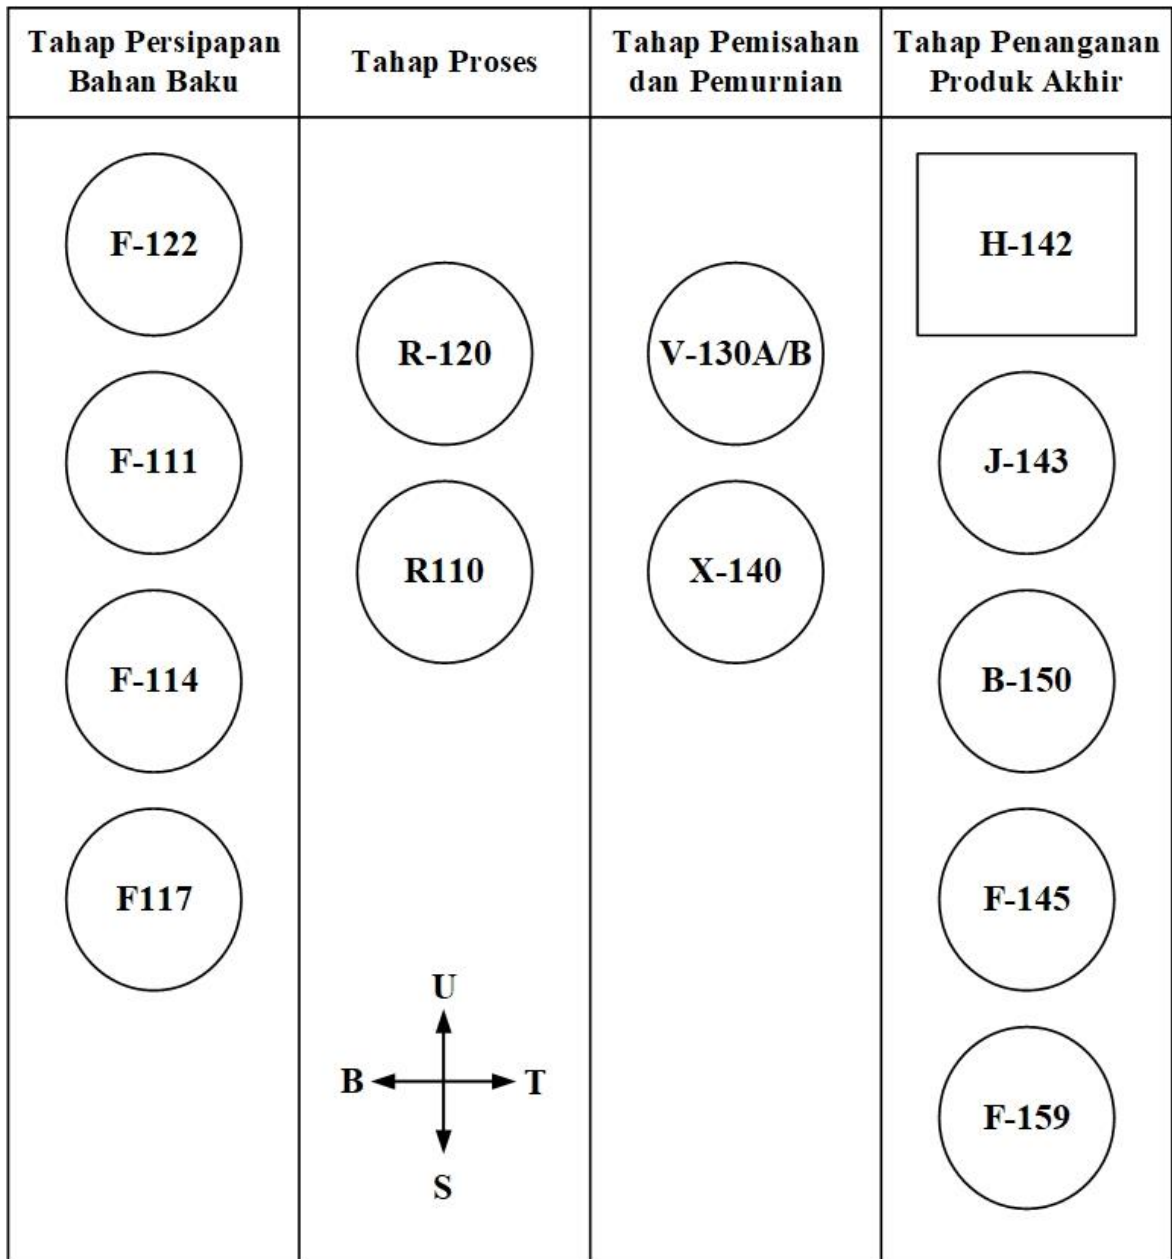 Tahap Persipapan
Bahan Baku
Tahap Proses
Tahap Pemisahan
dan Pemurnian
Tahap Penanganan
Produk Akhir
F-122
F-111
F-114
F117
R-120
R110
U
B
T
S
V-130A/B
X-140
H-142
J-143
B-150
F-145
F-159